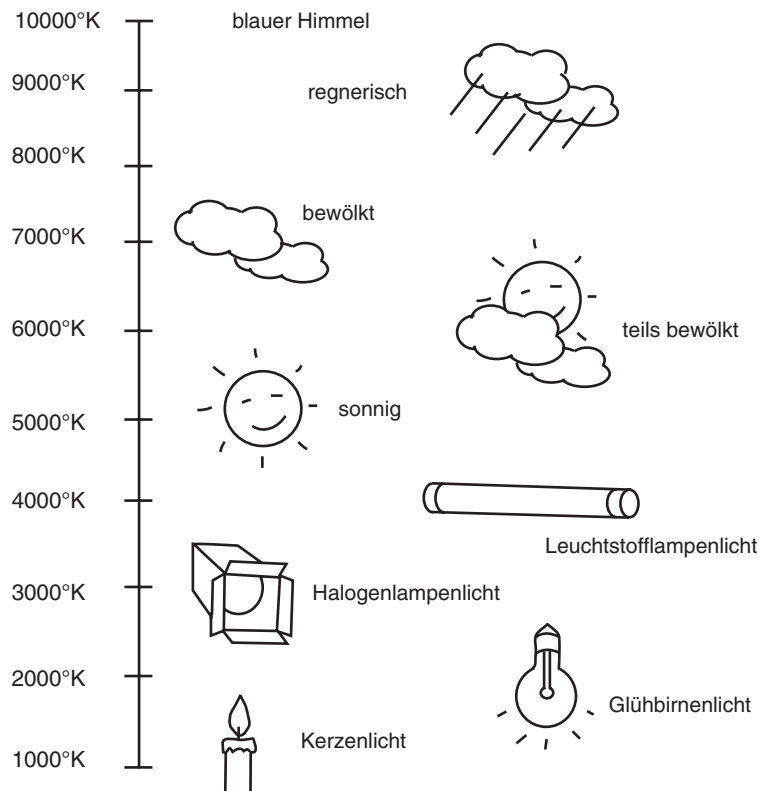 10000°K
blauer Himmel
9000°K
regnerisch
8000°K
bewölkt
7000°K
6000°K
teils bewölkt
sonnig
5000°K
4000°K
Leuchtstofflampenlicht
3000°K
Halogenlampenlicht
2000°K
Glühbirnenlicht
Kerzenlicht
1000°K